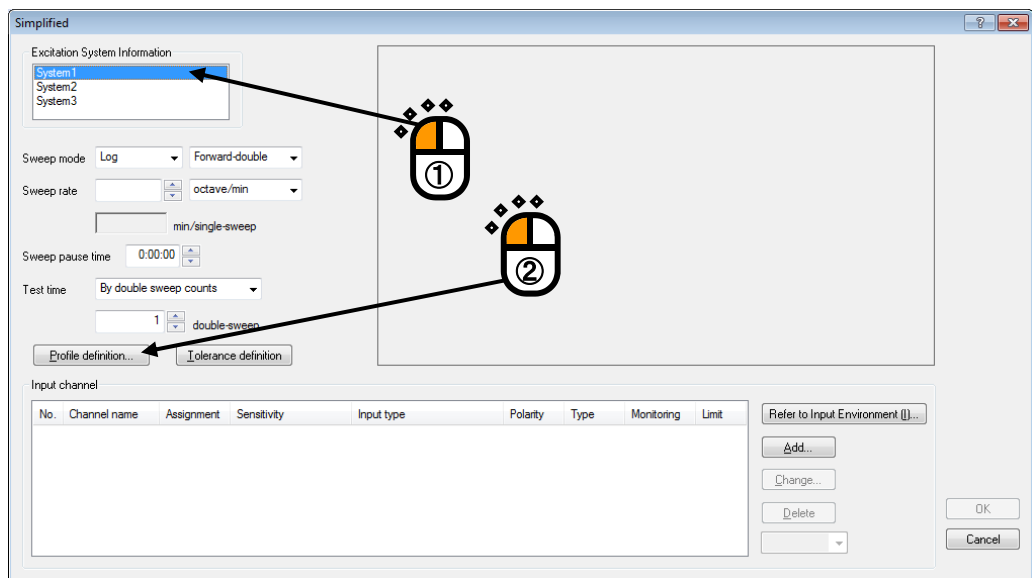 Simplified
Excitation System Information
System1
System2
System3
①
Sweep mode Log Forward-double
Sweep rate octave/min
min/single-sweep
②
Sweep pause time 0:00:00
Test time By double sweep counts
1 double-sweep
Profile definition... Tolerance definition
Input channel
No. Channel name Assignment Sensitivity Input type Polarity Type Monitoring Limit
Refer to Input Environment (I)...
Add...
Change...
Delete
OK
Cancel